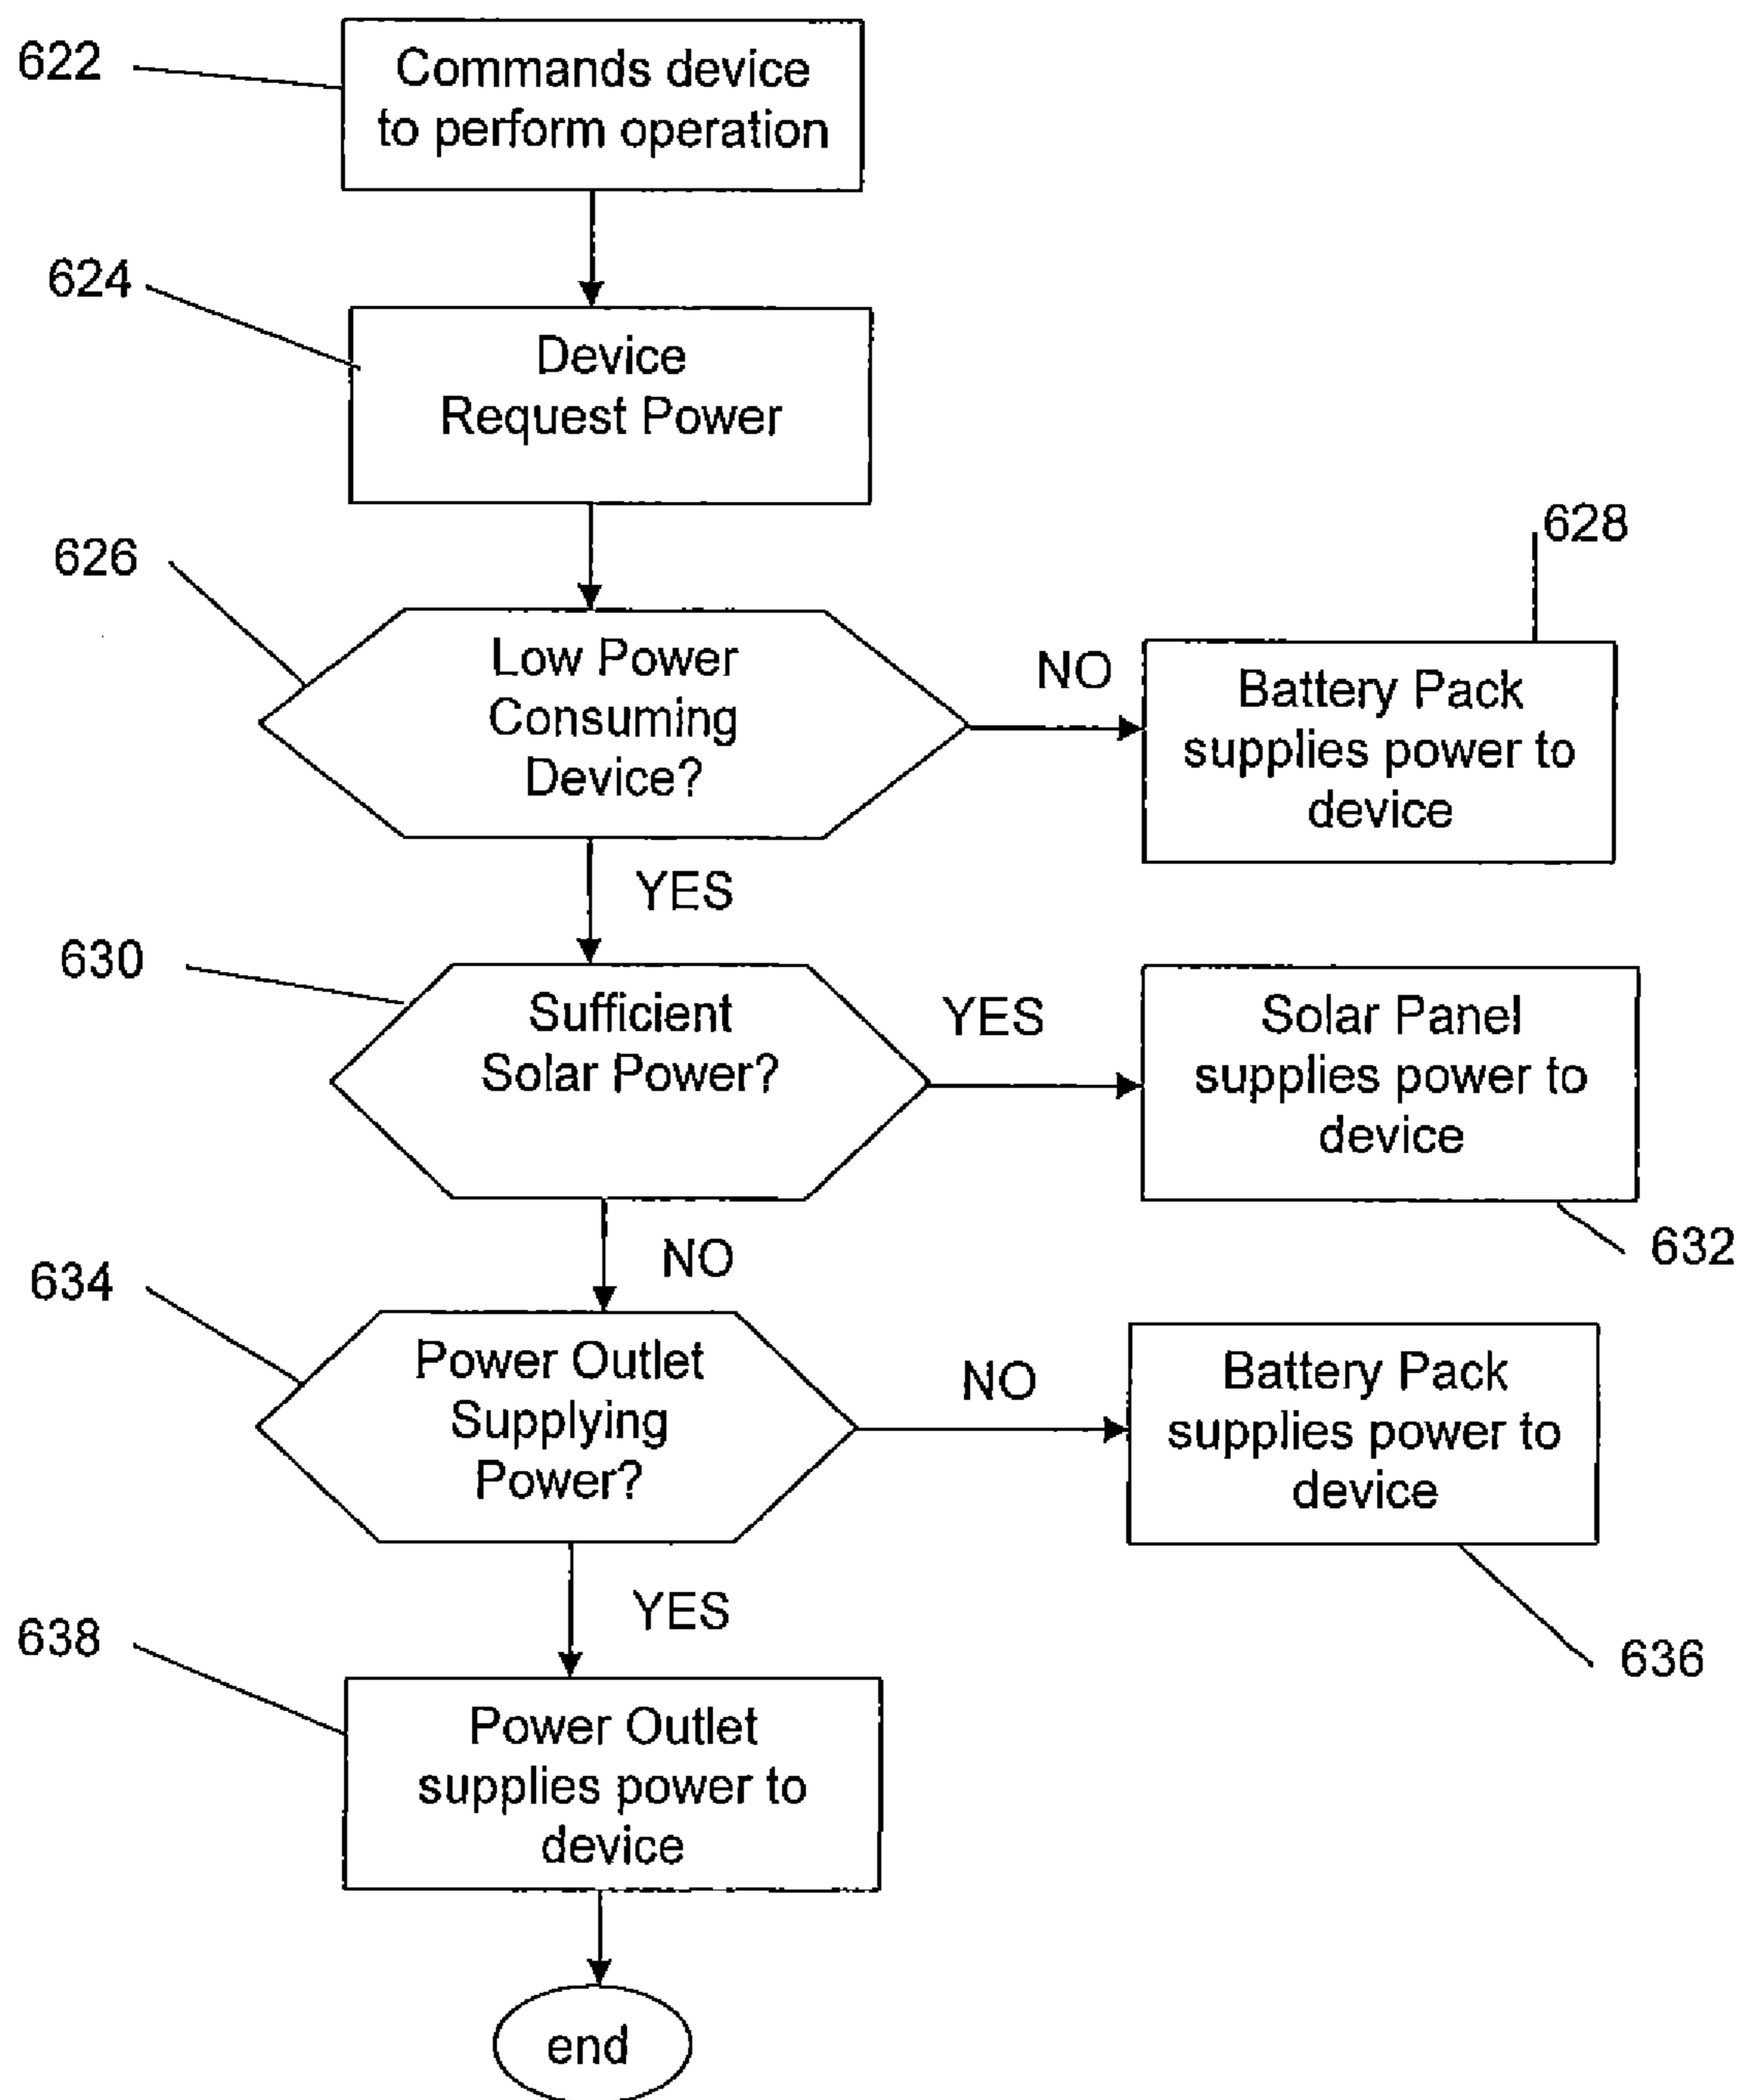 622
Commands device
to perform operation
624
Device
Request Power
626
Low Power
Consuming
Device?
NO
628
Battery Pack
supplies power to
device
YES
630
Sufficient
Solar Power?
YES
Solar Panel
supplies power to
device
632
NO
634
Power Outlet
Supplying
Power?
NO
Battery Pack
supplies power to
device
636
YES
638
Power Outlet
supplies power to
device
end